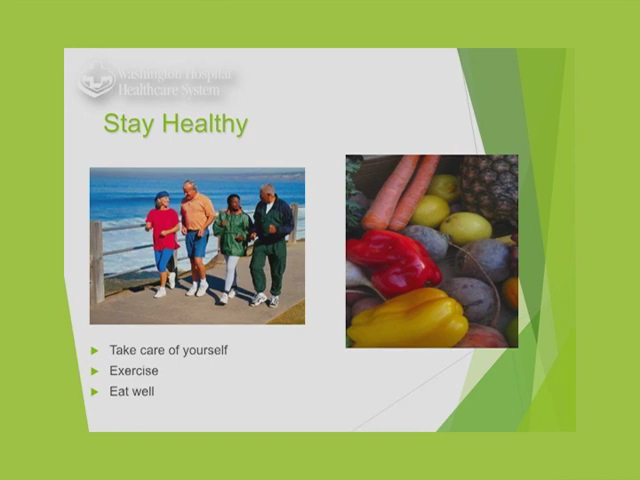 Washington Hospital
Healthcare System
Stay Healthy
Take care of yourself
Exercise
Eat well